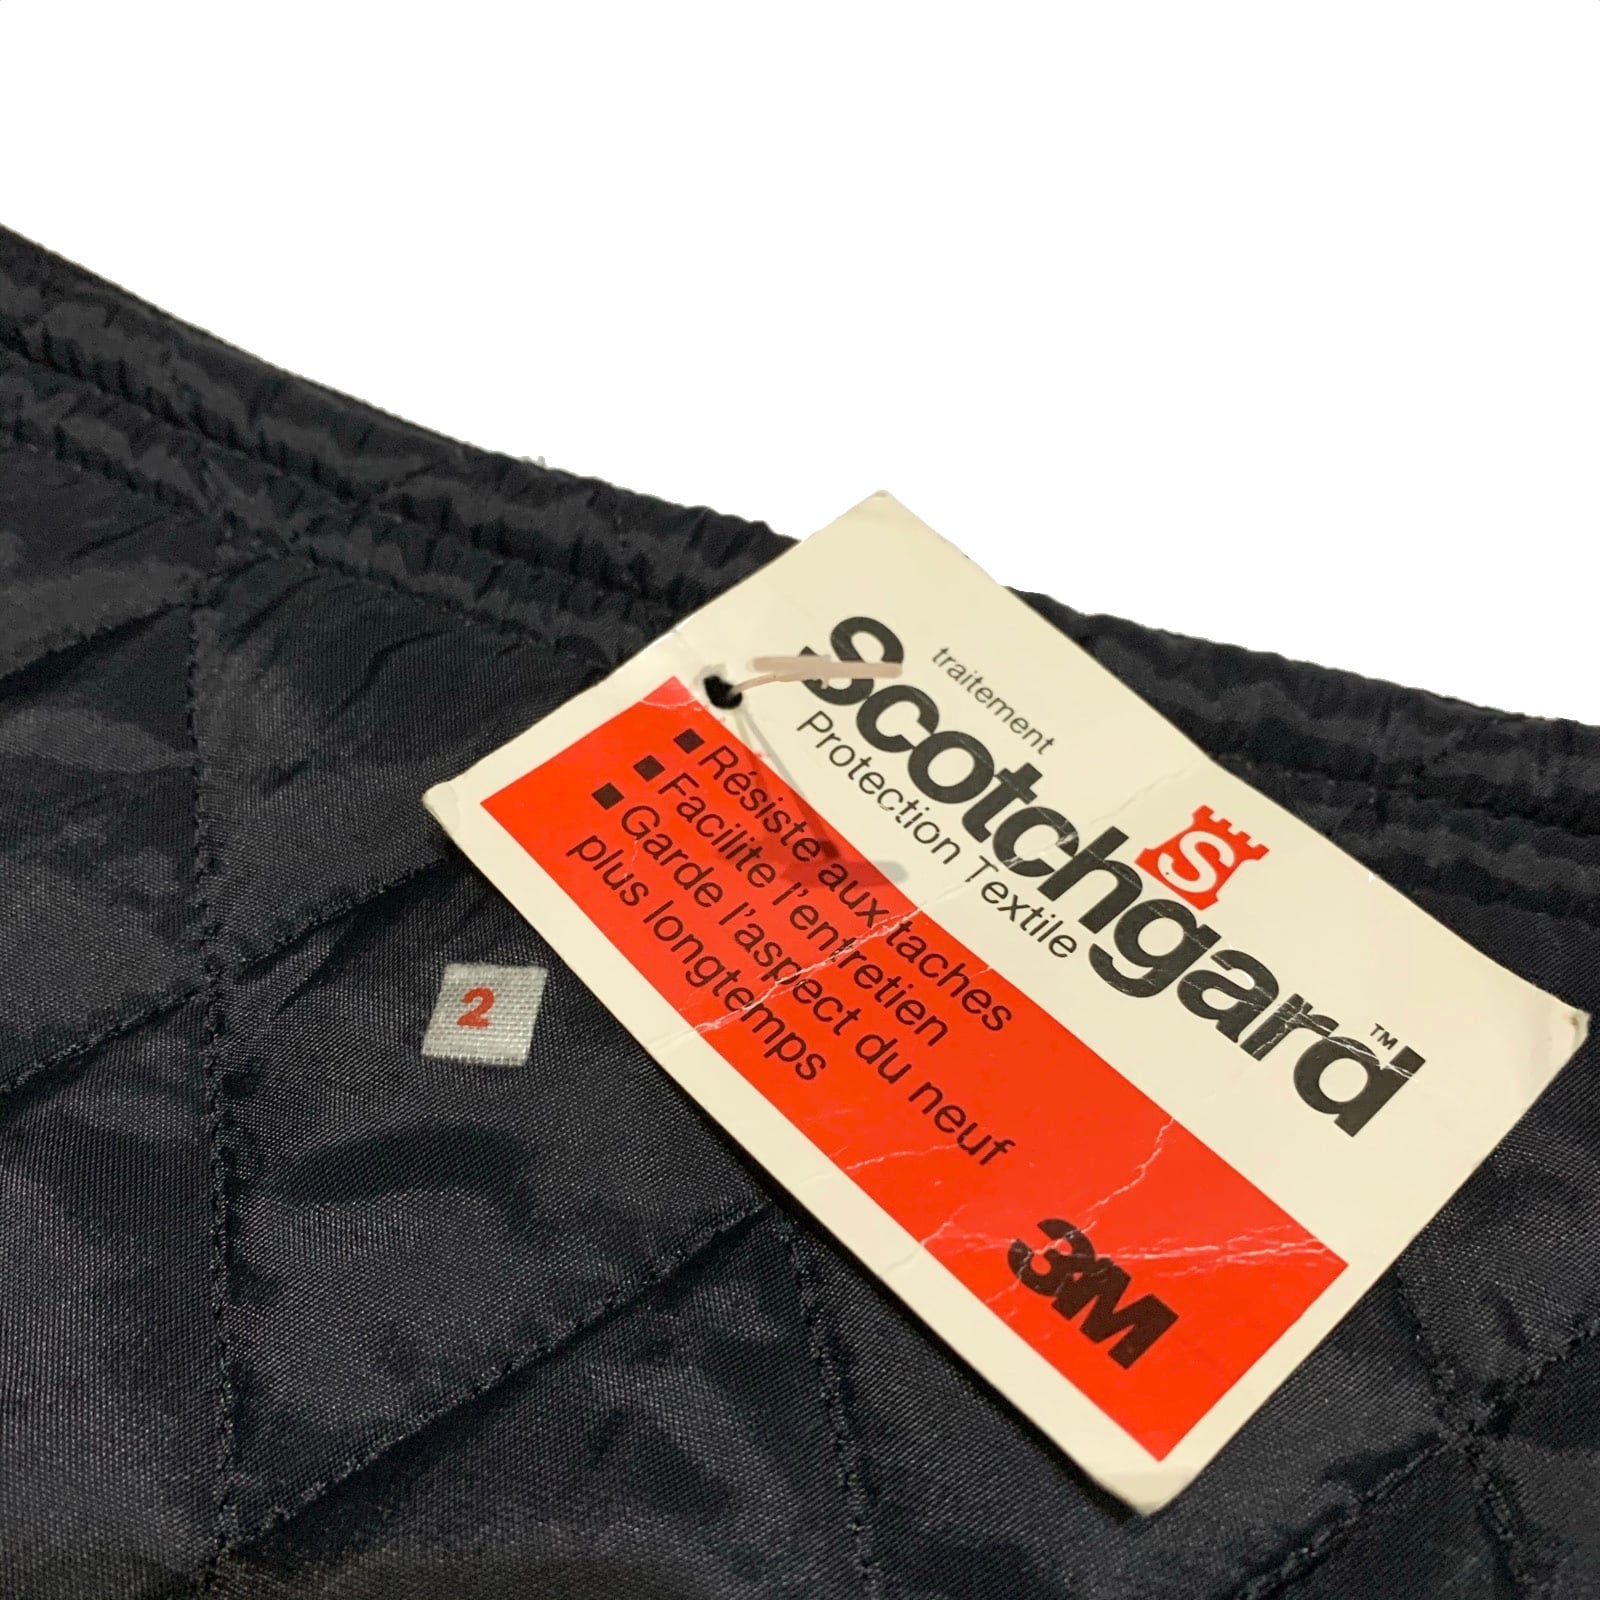 traitement
Scotchgard™
S
Protection Textile
■ Résiste aux taches
■ Facilite l'entretien
■ Garde l'aspect du neuf
plus longtemps
3M
2